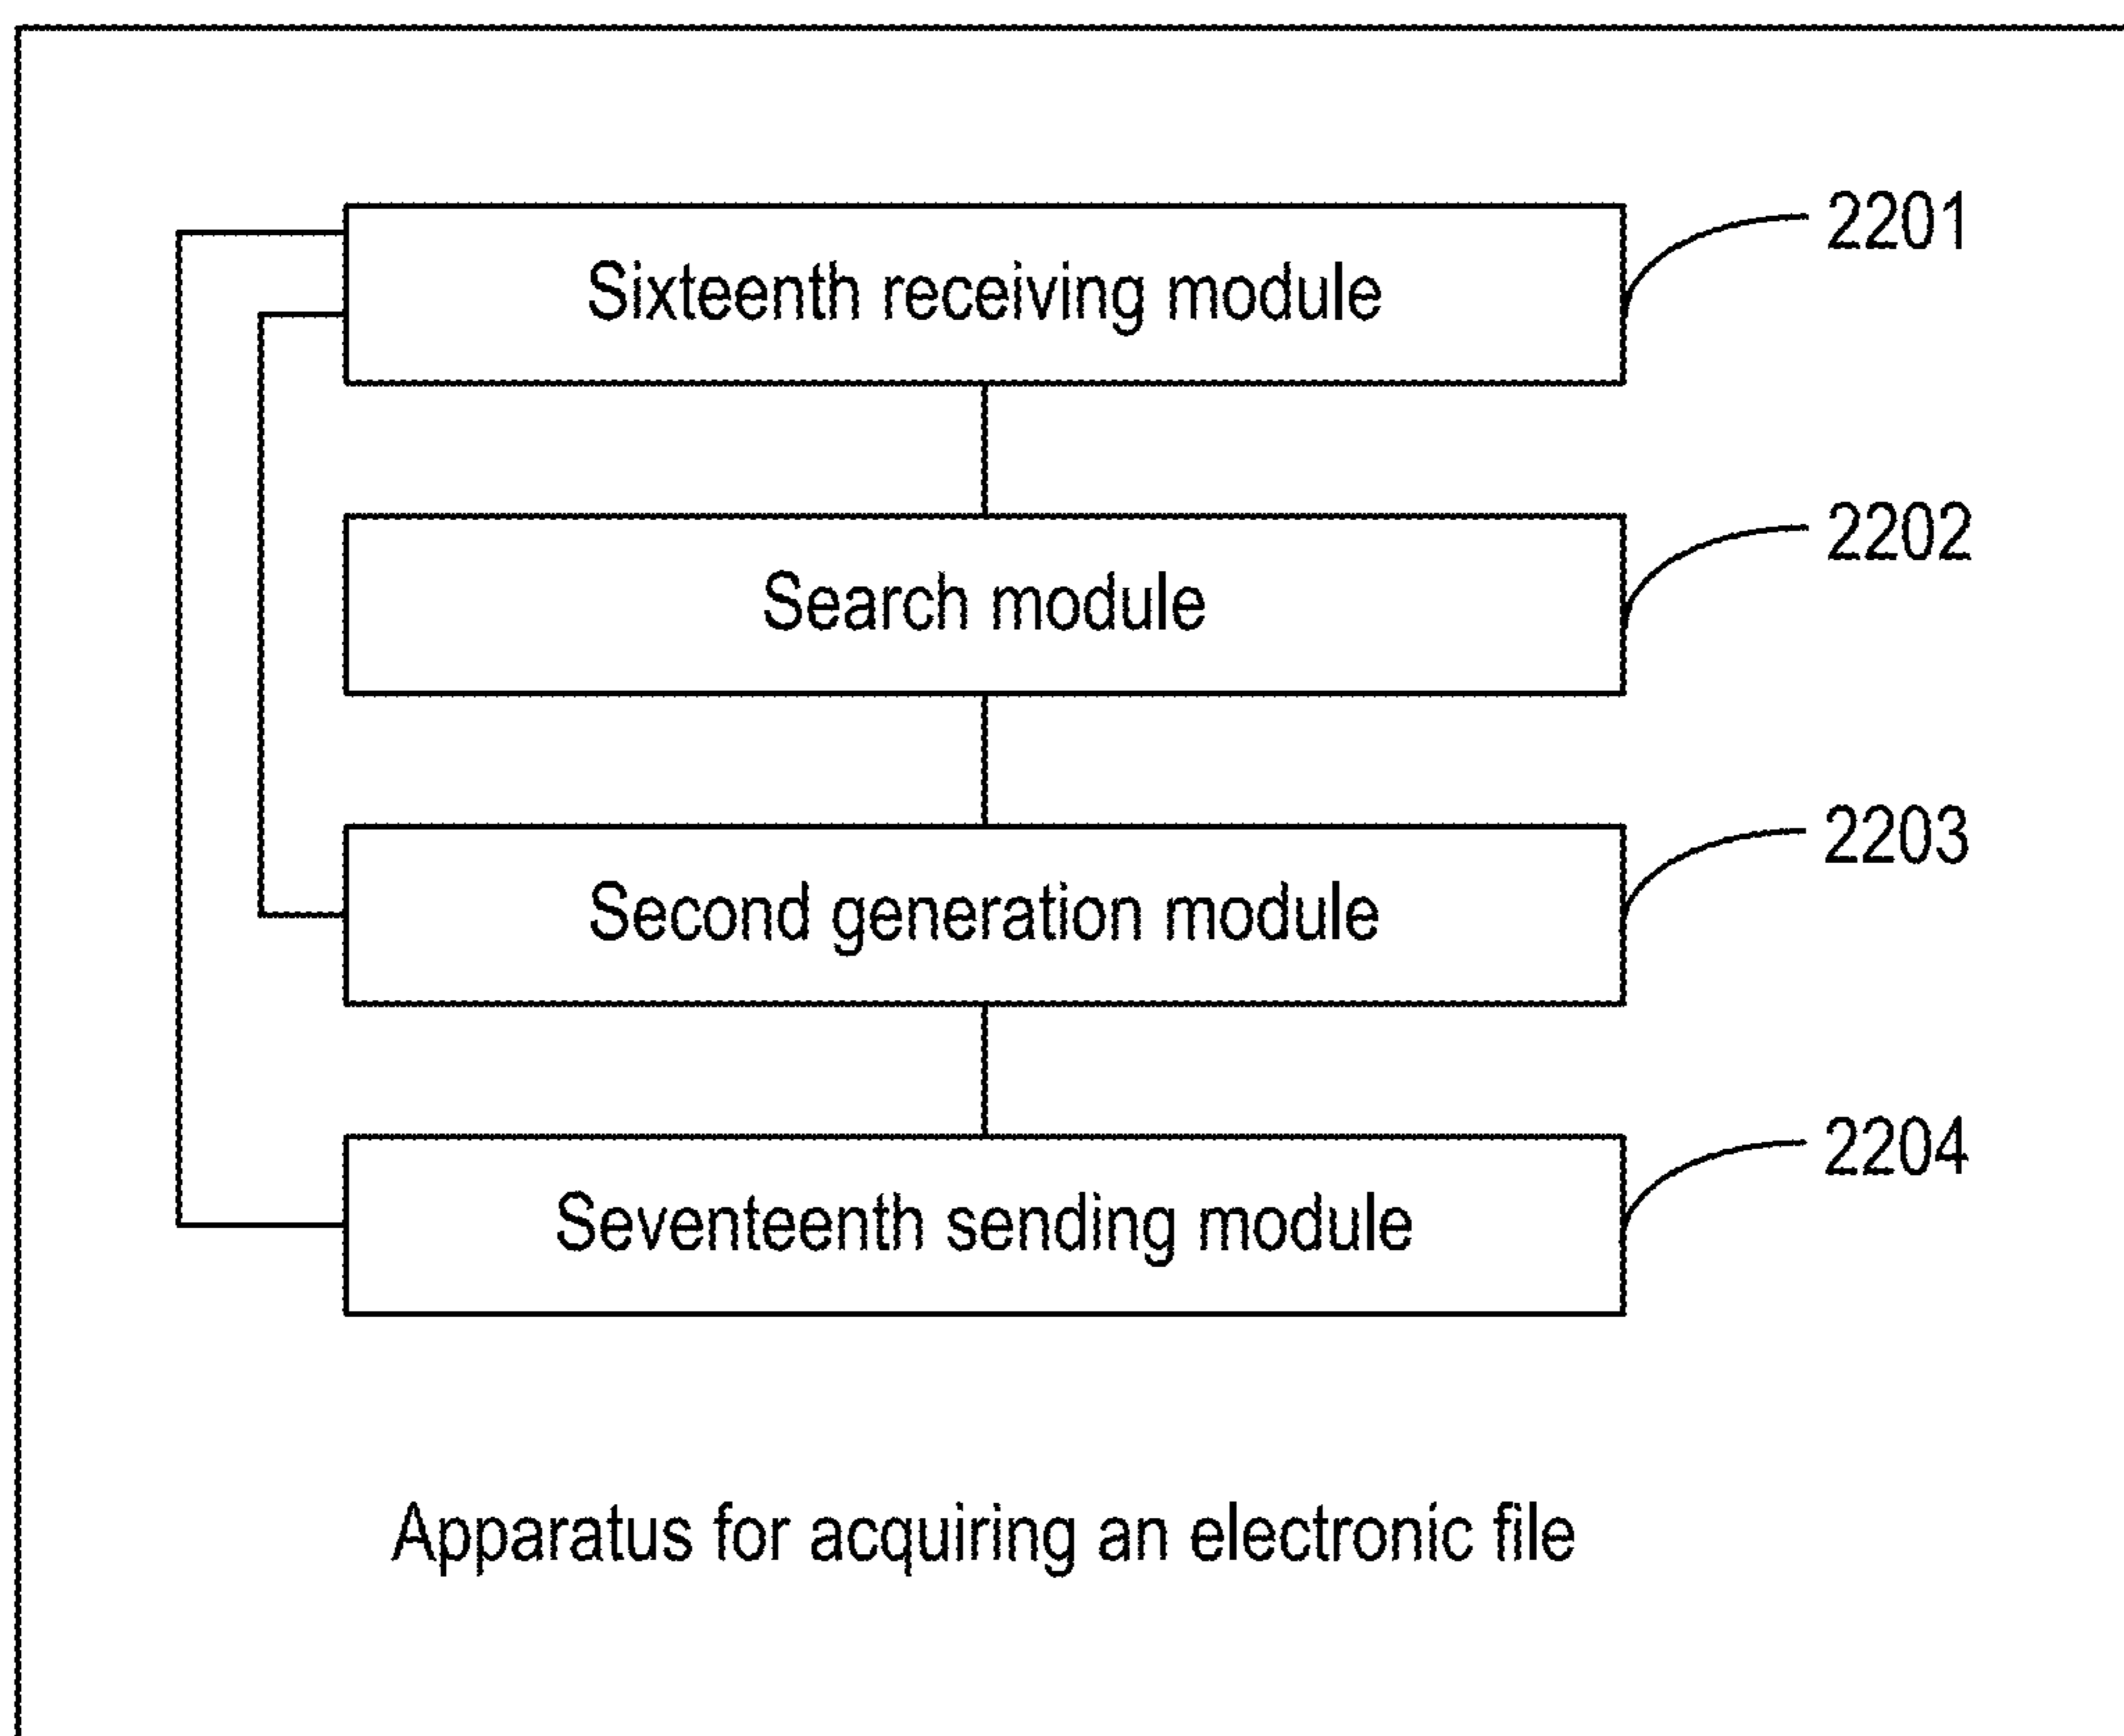 Sixteenth receiving module
2201
Search module
2202
Second generation module
2203
Seventeenth sending module
2204
Apparatus for acquiring an electronic file